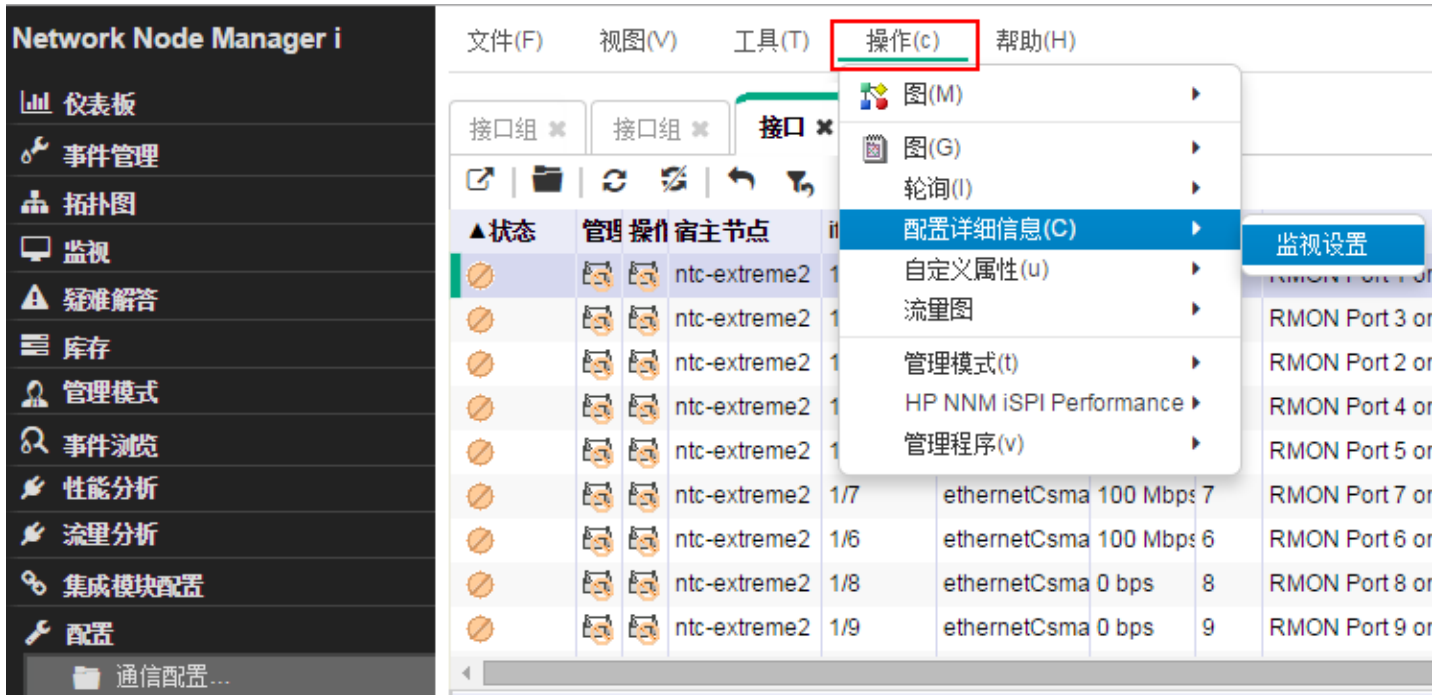 Network Node Manager i
仪表板
事件管理
拓扑图
监视
疑难解答
库存
管理模式
事件浏览
性能分析
流量分析
集成模块配置
配置
通信配置...
文件(F) 视图(V) 工具(T) 操作(c) 帮助(H)
接口组 接口组 接口
图(M)
图(G)
轮询(I)
配置详细信息(C)
监视设置
自定义属性(u)
流量图
管理模式(t)
HP NNM iSPI Performance
管理程序(v)
▲状态 管理 操作 宿主节点
ntc-extreme2
ntc-extreme2 RMON Port 3 or
ntc-extreme2 RMON Port 2 or
ntc-extreme2 RMON Port 4 or
ntc-extreme2 RMON Port 5 or
ntc-extreme2 1/7 ethernetCsma 100 Mbps 7 RMON Port 7 or
ntc-extreme2 1/6 ethernetCsma 100 Mbps 6 RMON Port 6 or
ntc-extreme2 1/8 ethernetCsma 0 bps 8 RMON Port 8 or
ntc-extreme2 1/9 ethernetCsma 0 bps 9 RMON Port 9 or